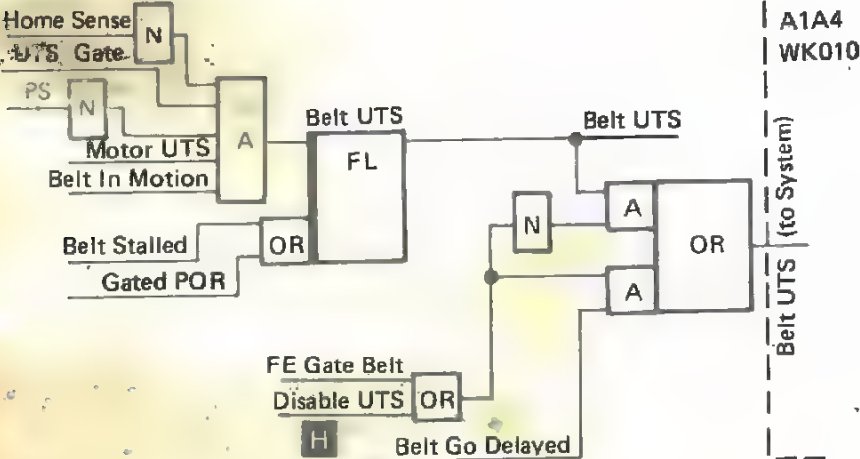 Home Sense
N
UTS Gate
PS
N
A
Motor UTS
Belt In Motion
Belt UTS
FL
Belt UTS
Belt Stalled
OR
Gated POR
N
A
A
OR
FE Gate Belt
Disable UTS
OR
H
Belt Go Delayed
A1A4
WK010
(to System)
Belt UTS